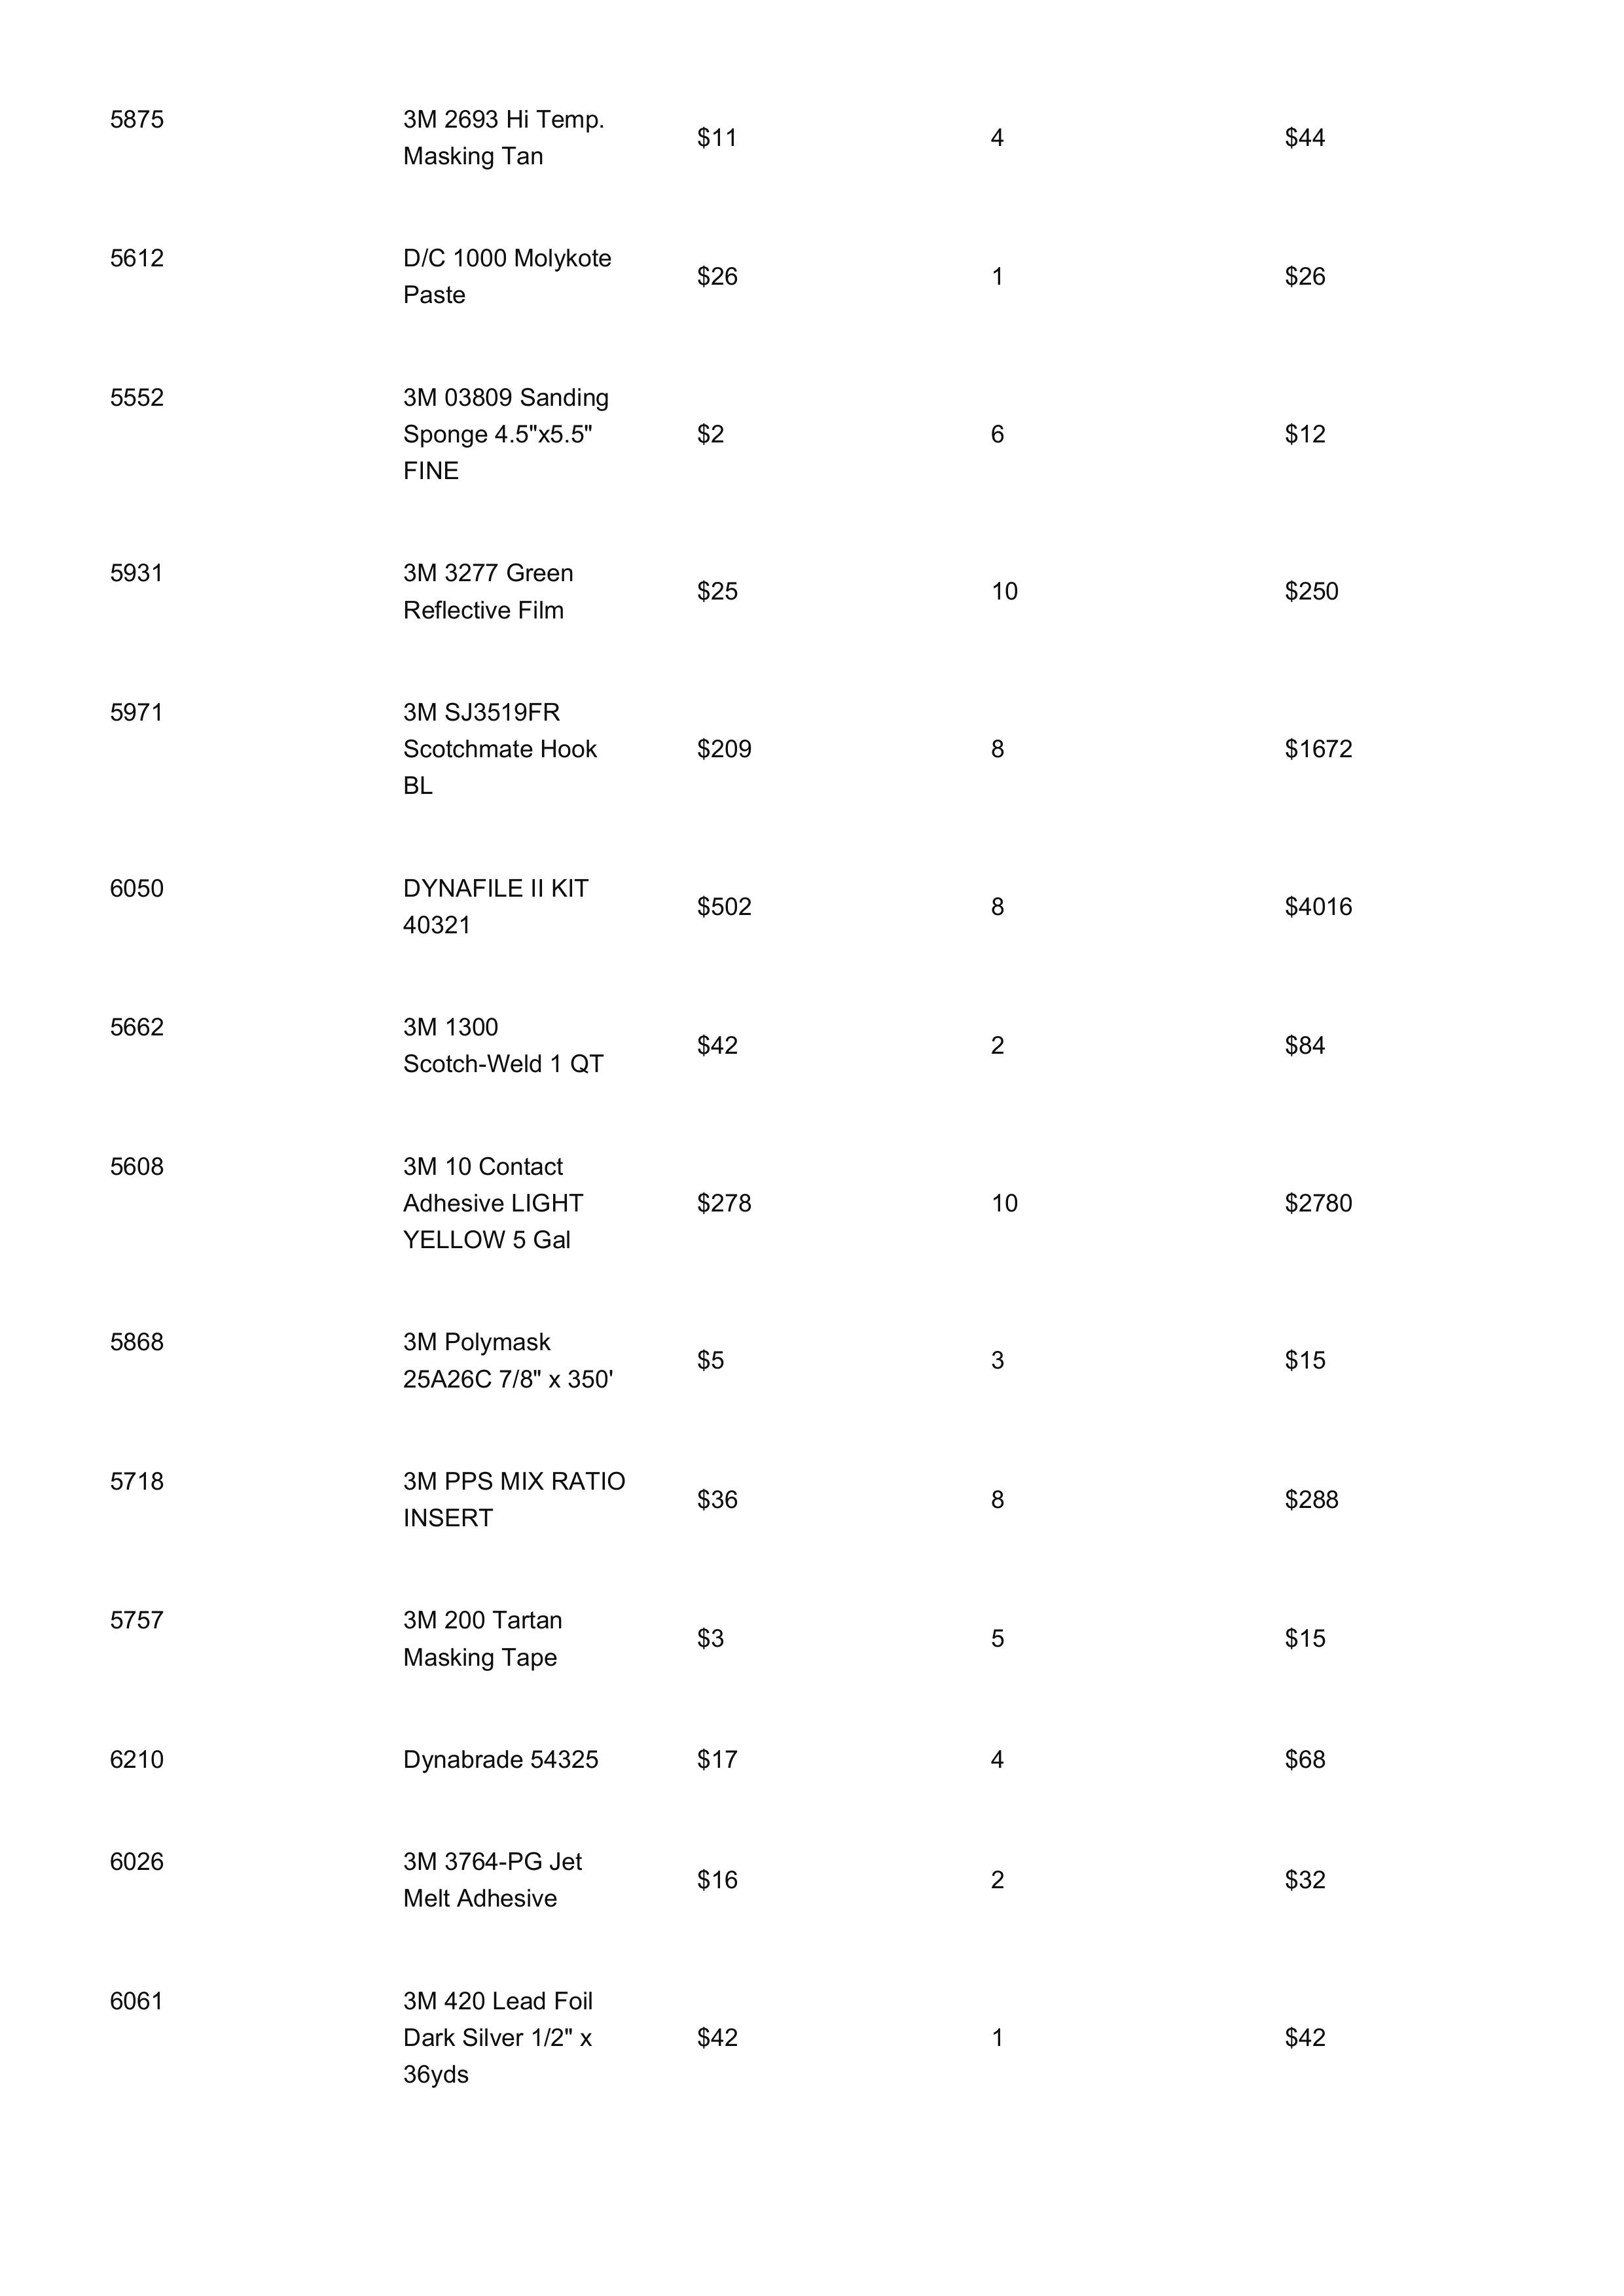 5875 3M 2693 Hi Temp. $11 4 $44
Masking Tan
5612 D/C 1000 Molykote $26 1 $26
Paste
5552 3M 03809 Sanding
Sponge 4.5"x5.5" $2 6 $12
FINE
5931 3M 3277 Green $25 10 $250
Reflective Film
5971 3M SJ3519FR
Scotchmate Hook $209 8 $1672
BL
6050 DYNAFILE II KIT $502 8 $4016
40321
5662 3M 1300 $42 2 $84
Scotch-Weld 1 QT
5608 3M 10 Contact
Adhesive LIGHT $278 10 $2780
YELLOW 5 Gal
5868 3M Polymask $5 3 $15
25A26C 7/8" x 350'
5718 3M PPS MIX RATIO $36 8 $288
INSERT
5757 3M 200 Tartan $3 5 $15
Masking Tape
6210 Dynabrade 54325 $17 4 $68
6026 3M 3764-PG Jet $16 2 $32
Melt Adhesive
6061 3M 420 Lead Foil
Dark Silver 1/2" x $42 1 $42
36yds